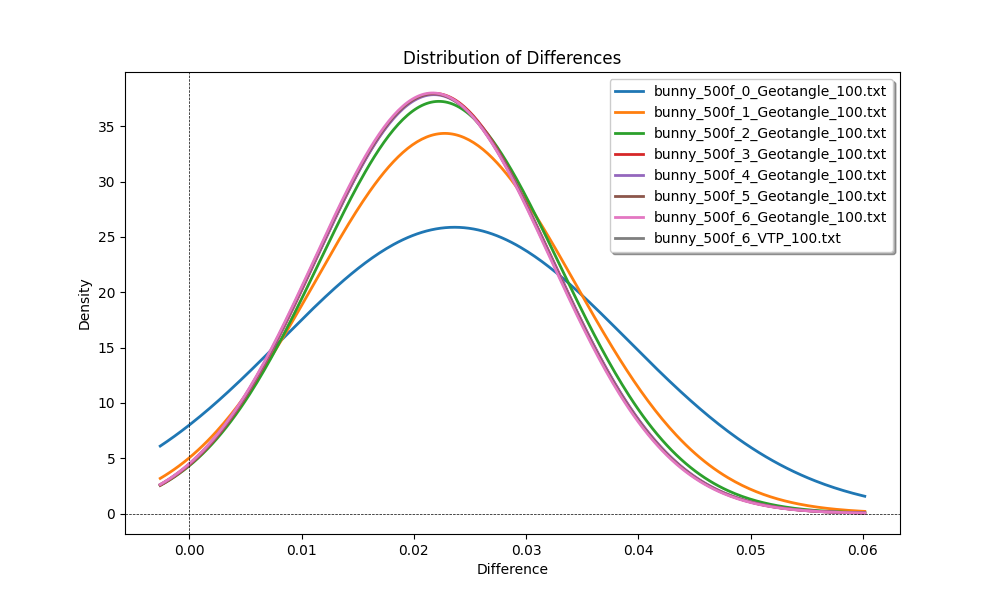 Distribution of Differences
bunny_500f_0_Geotangle_100.txt
bunny_500f_1_Geotangle_100.txt
bunny_500f_2_Geotangle_100.txt
bunny_500f_3_Geotangle_100.txt
bunny_500f_4_Geotangle_100.txt
bunny_500f_5_Geotangle_100.txt
bunny_500f_6_Geotangle_100.txt
bunny_500f_6_VTP_100.txt
Density
35
30
25
20
15
10
5
0
0.00 0.01 0.02 0.03 0.04 0.05 0.06
Difference